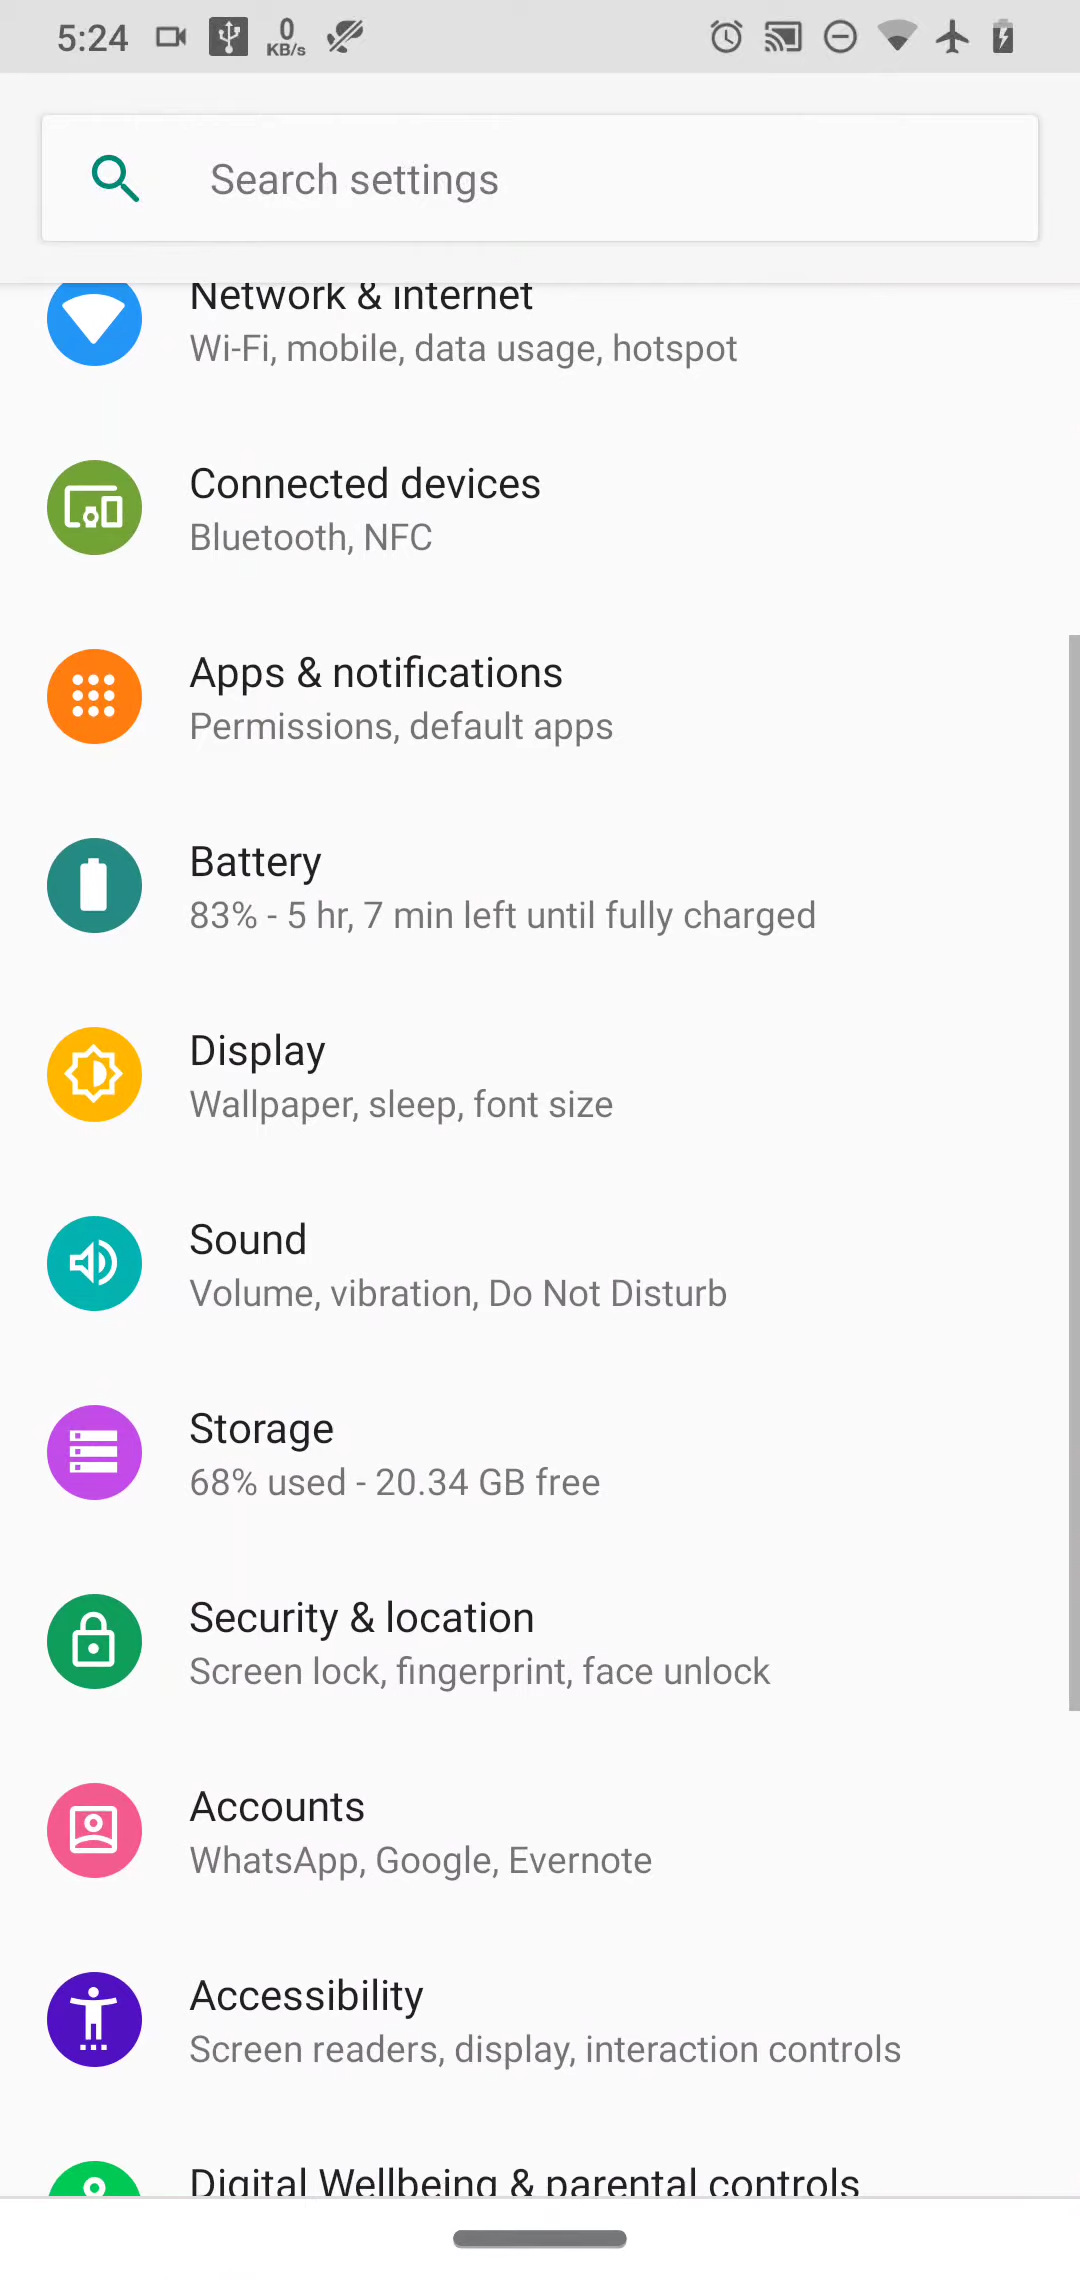 5:24
0
KB/s
Search settings
Network & internet
Wi-Fi, mobile, data usage, hotspot
Connected devices
Bluetooth, NFC
Apps & notifications
Permissions, default apps
Battery
83% - 5 hr, 7 min left until fully charged
Display
Wallpaper, sleep, font size
Sound
Volume, vibration, Do Not Disturb
Storage
68% used - 20.34 GB free
Security & location
Screen lock, fingerprint, face unlock
Accounts
WhatsApp, Google, Evernote
Accessibility
Screen readers, display, interaction controls
Digital Wellbeing & parental controls